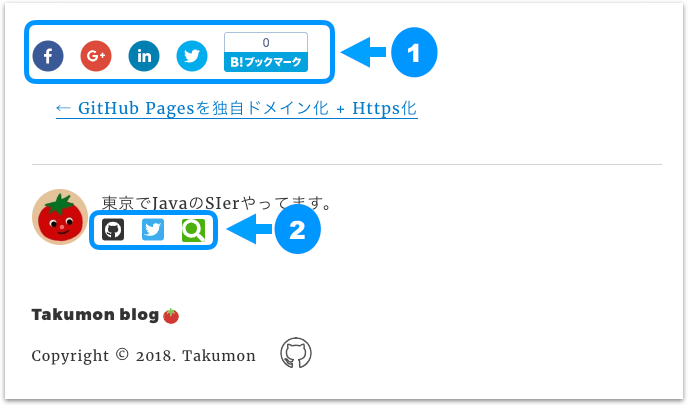 f G+ in 0
B!ブックマーク
1
← GitHub Pagesを独自ドメイン化 + Https化
東京でJavaのSIerやってます。
2
Takumon blog
Copyright © 2018. Takumon